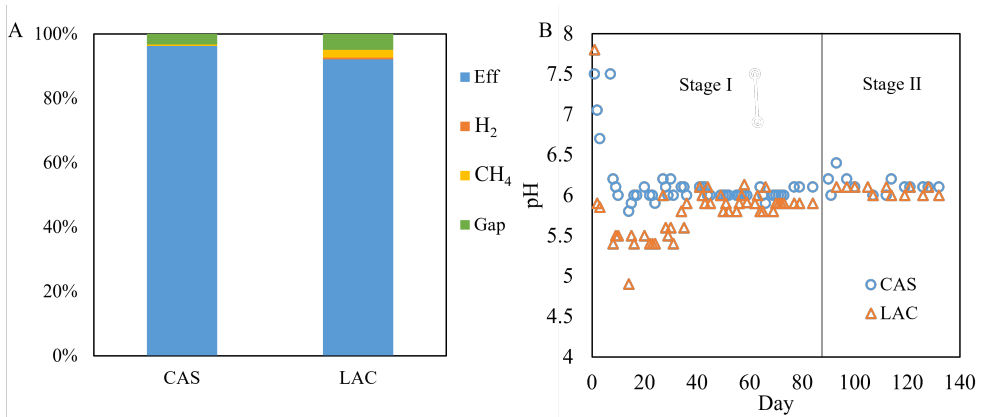 A
100%
80%
60%
40%
20%
0%
CAS LAC
Eff
H₂
CH₄
Gap
B
8
7.5
7
6.5
6
5.5
5
4.5
4
pH
Stage I Stage II
CAS
LAC
0 20 40 60 80 100 120 140
Day